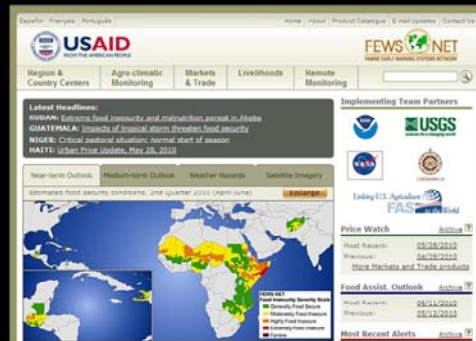 Español | Français | Português
Home | About | Product Catalogue | E-mail Updates | Contact Us
USAID
FROM THE AMERICAN PEOPLE
FEWS NET
FAMINE EARLY WARNING SYSTEMS NETWORK
Region & Country Centers
Agro-climatic Monitoring
Markets & Trade
Livelihoods
Remote Monitoring
Latest Headlines:
SUDAN: Extreme food insecurity and malnutrition persist in Akobo
GUATEMALA: Impacts of tropical storm threaten food security
NIGER: Critical pastoral situation; normal start of season
HAITI: Urban Price Update, May 28, 2010
Near-term Outlook
Medium-term Outlook
Weather Hazards
Satellite Imagery
Estimated food security conditions, 2nd Quarter 2010 (April-June)
Enlarge
FEWS NET
Food Insecurity Severity Scale
Generally Food Secure
Moderately Food Insecure
Highly Food Insecure
Extremely Food Insecure
Famine
Implementing Team Partners
USGS
NASA
CHEMONICS
Linking U.S. Agriculture
FAS to the World
Price Watch Archive
Most Recent: 05/28/2010
Previous:
More Markets and Trade products
Food Assist. Outlook Archive
Most Recent: 06/11/2010
Previous: 05/12/2010
Most Recent Alerts Archive